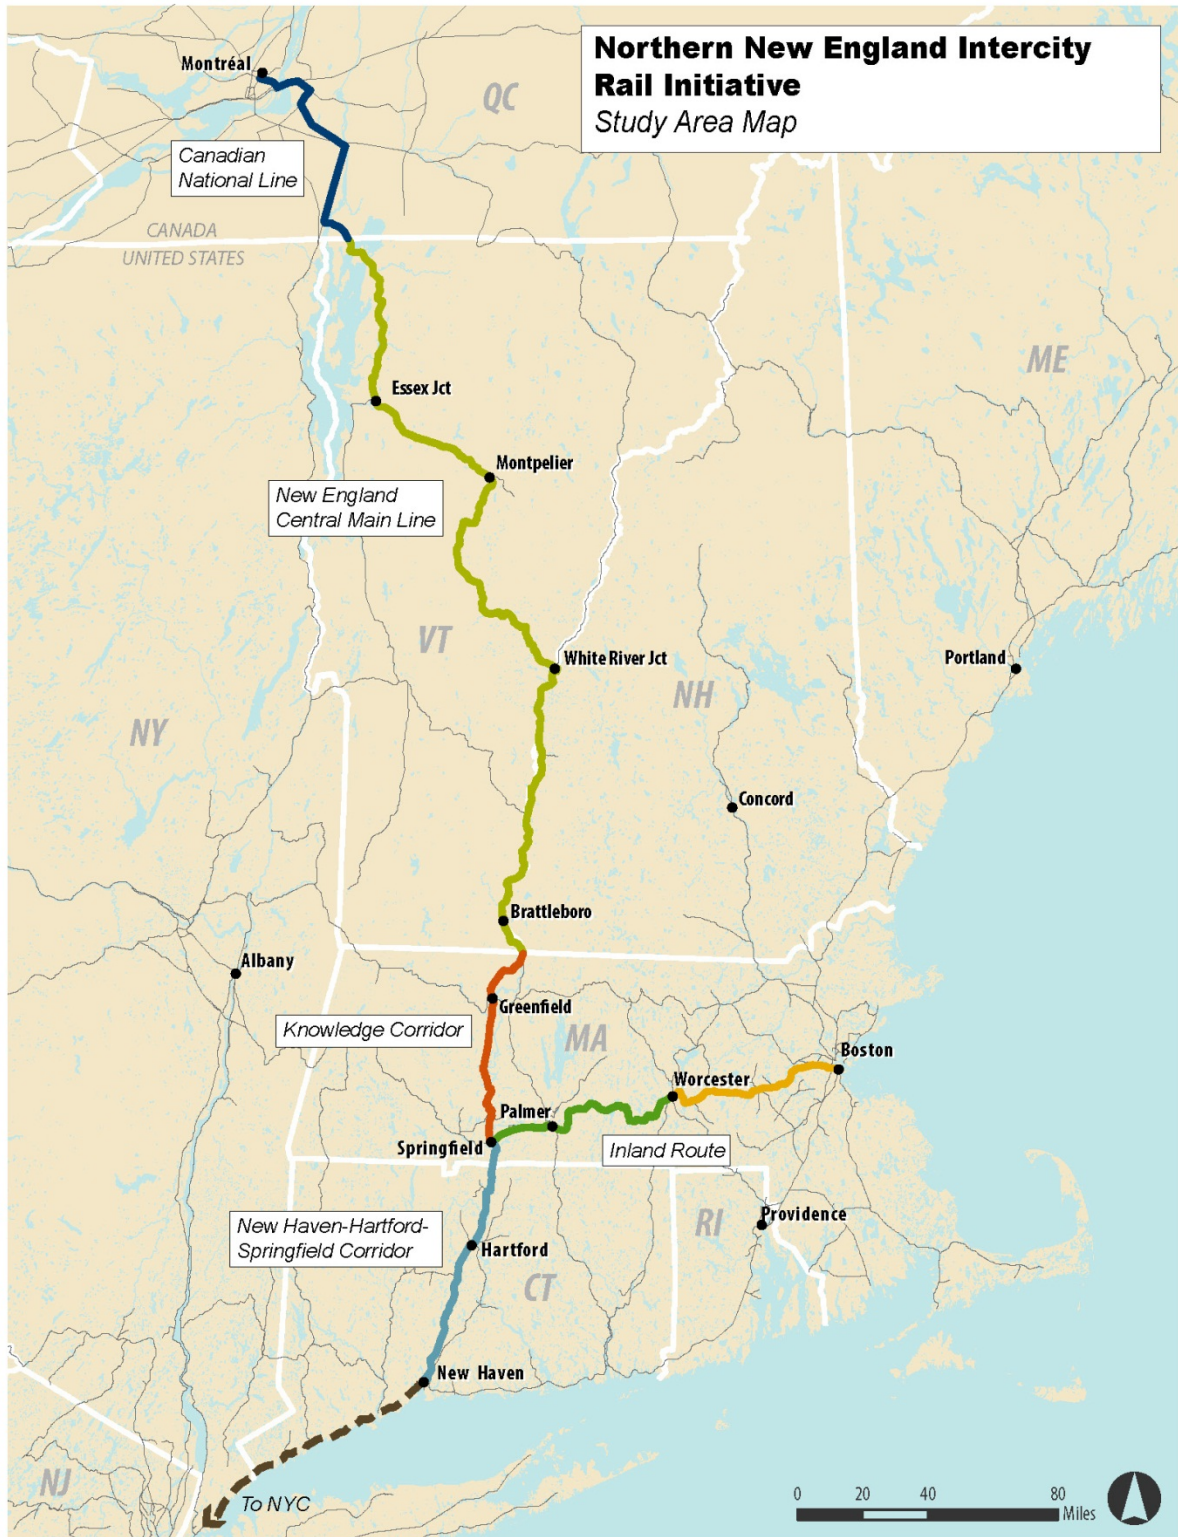 Northern New England Intercity
Rail Initiative
Study Area Map
Montréal
QC
Canadian
National Line
CANADA
UNITED STATES
ME
Essex Jct
Montpelier
New England
Central Main Line
VT
White River Jct
Portland
NH
NY
Concord
Brattleboro
Albany
Greenfield
Knowledge Corridor
MA
Boston
Worcester
Palmer
Springfield
Inland Route
New Haven-Hartford-
Springfield Corridor
RI
Providence
Hartford
CT
New Haven
NJ
To NYC
0 20 40 80
Miles